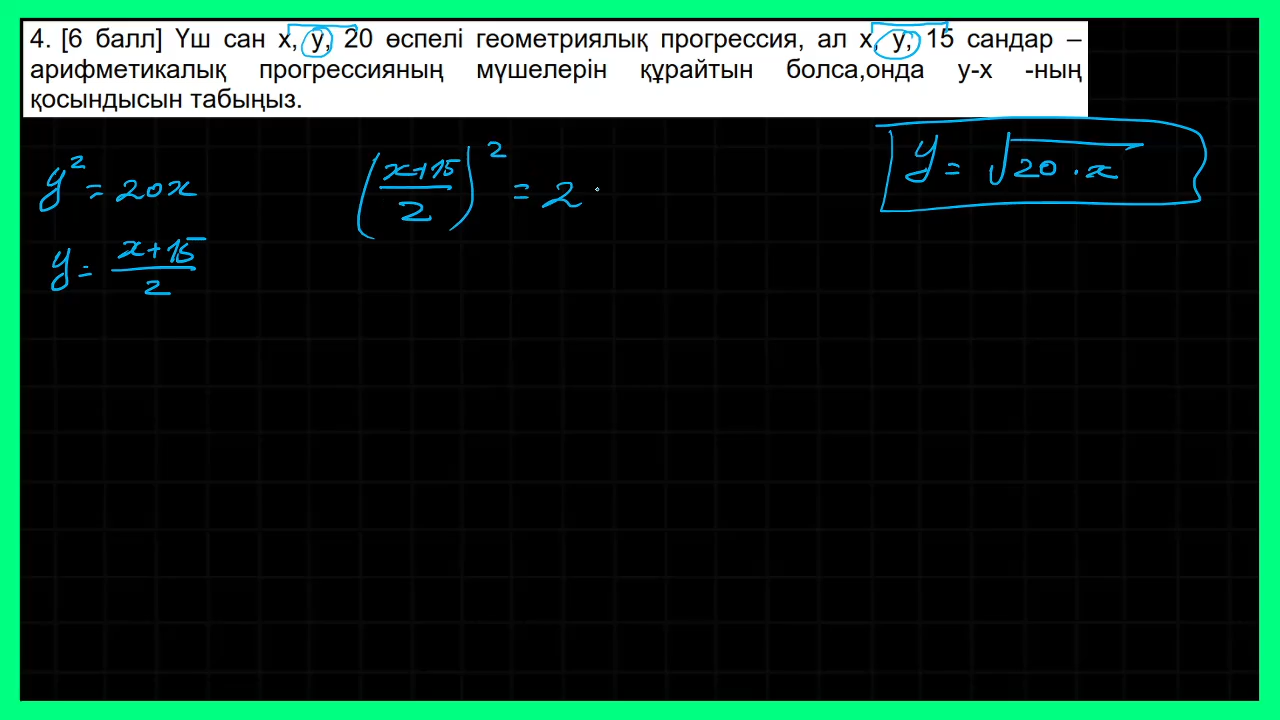 4. [6 балл] Үш сан х, у, 20 өспелі геометриялық прогрессия, ал х, у, 15 сандар –
арифметикалық прогрессияның мүшелерін құрайтын болса,онда у-х -ның
қосындысын табыңыз.
y² = 20x
((x+15)/2)² = 2
y = √(20·x)
y = (x+15)/2